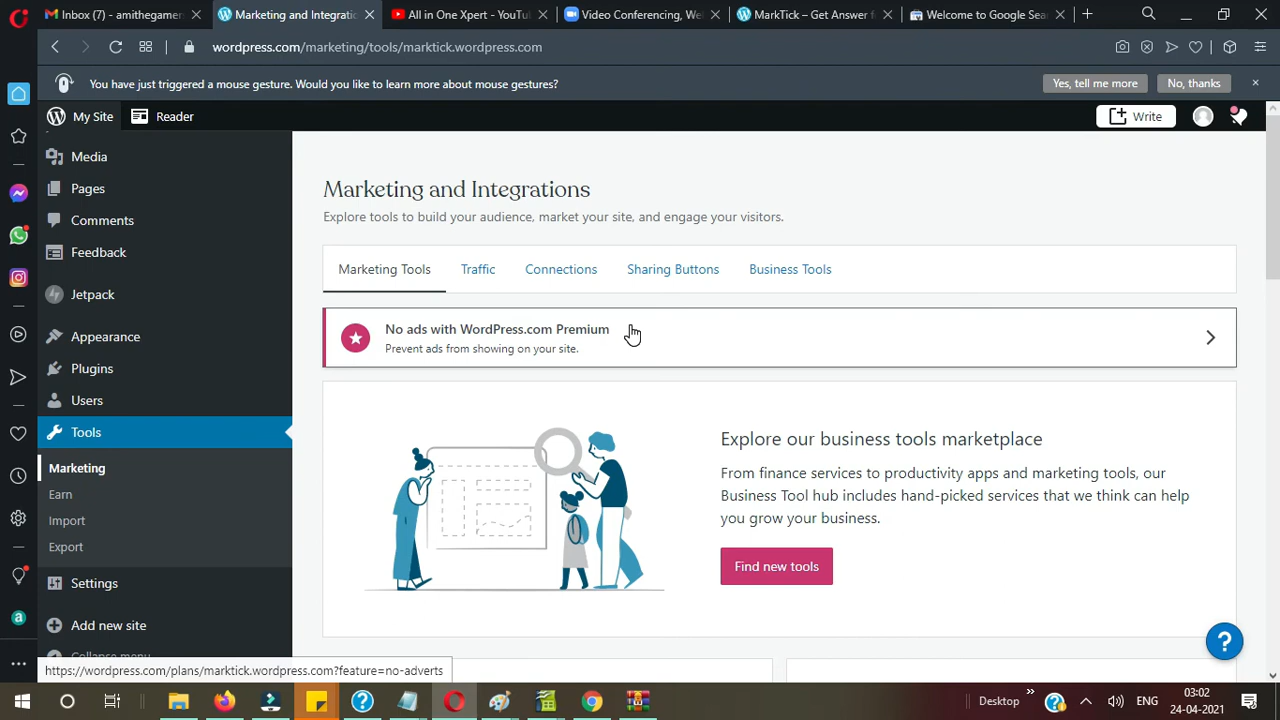 Inbox (7) - amithegamer
Marketing and Integratio
All in One Xpert - YouTu
Video Conferencing, We
MarkTick – Get Answer f
Welcome to Google Sea
wordpress.com/marketing/tools/marktick.wordpress.com
You have just triggered a mouse gesture. Would you like to learn more about mouse gestures?
Yes, tell me more
No, thanks
My Site
Reader
Write
Media
Pages
Comments
Feedback
Jetpack
Appearance
Plugins
Users
Tools
Marketing
Earn
Import
Export
Settings
Add new site
Collapse menu
Marketing and Integrations
Explore tools to build your audience, market your site, and engage your visitors.
Marketing Tools
Traffic
Connections
Sharing Buttons
Business Tools
No ads with WordPress.com Premium
Prevent ads from showing on your site.
Explore our business tools marketplace
From finance services to productivity apps and marketing tools, our
Business Tool hub includes hand-picked services that we think can help
you grow your business.
Find new tools
https://wordpress.com/plans/marktick.wordpress.com?feature=no-adverts
Desktop
ENG
03:02
24-04-2021